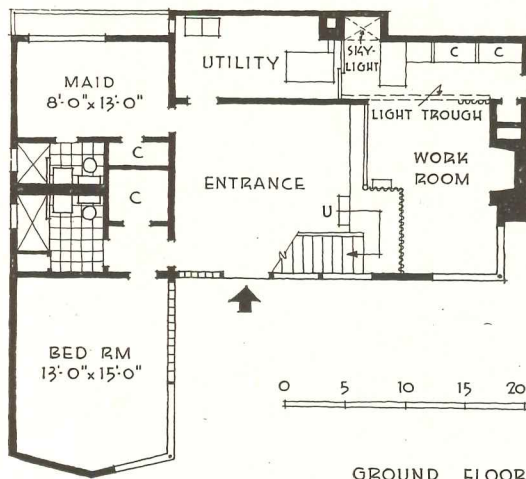 UTILITY
SKY-
LIGHT
C
C
MAID
8'-0"x13'-0"
LIGHT TROUGH
C
WORK
ROOM
ENTRANCE
C
U
BED RM
13'-0"x15'-0"
0 5 10 15 20
GROUND FLOOR